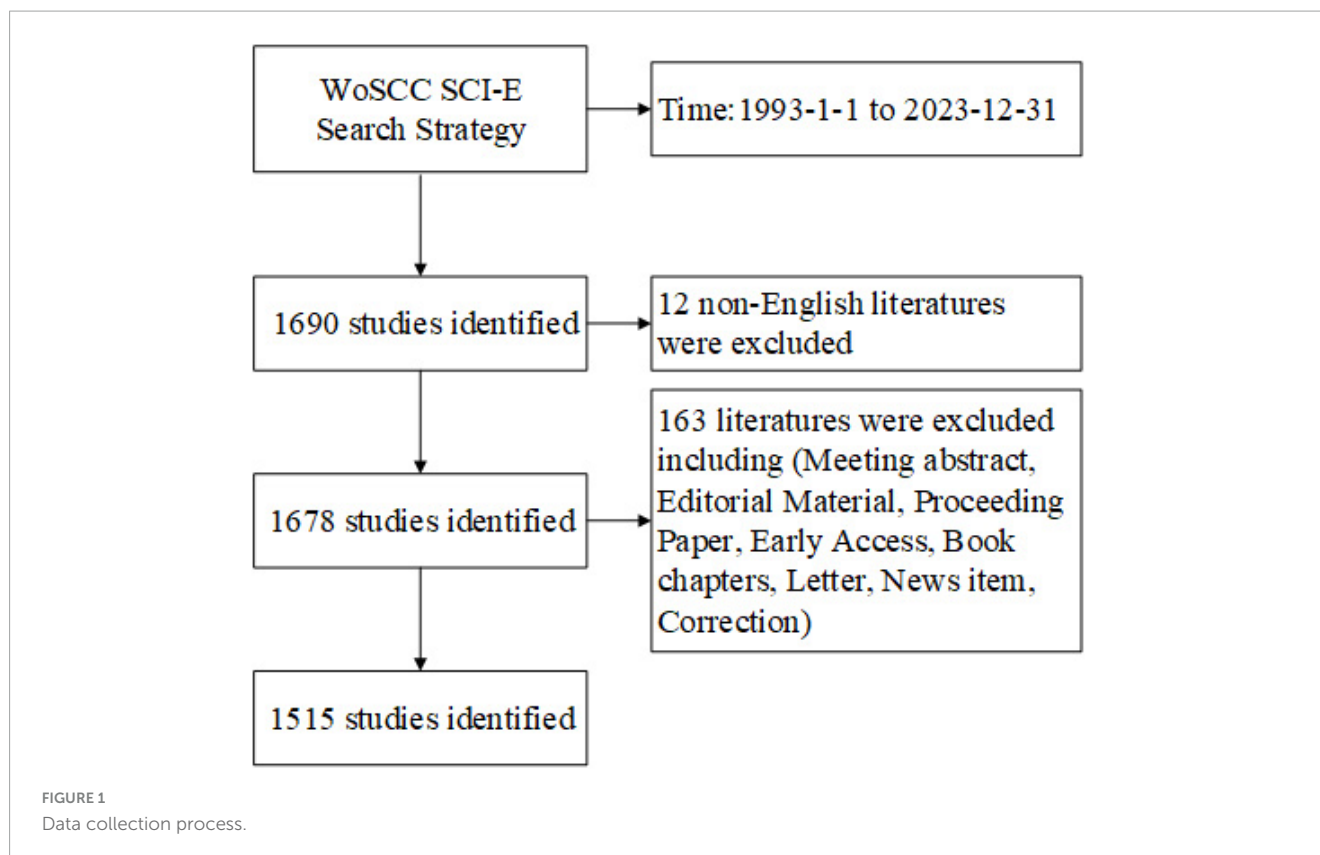 WoSCC SCI-E
Search Strategy
Time: 1993-1-1 to 2023-12-31
1690 studies identified
12 non-English literatures
were excluded
1678 studies identified
163 literatures were excluded
including (Meeting abstract,
Editorial Material, Proceeding
Paper, Early Access, Book
chapters, Letter, News item,
Correction)
1515 studies identified
FIGURE 1
Data collection process.